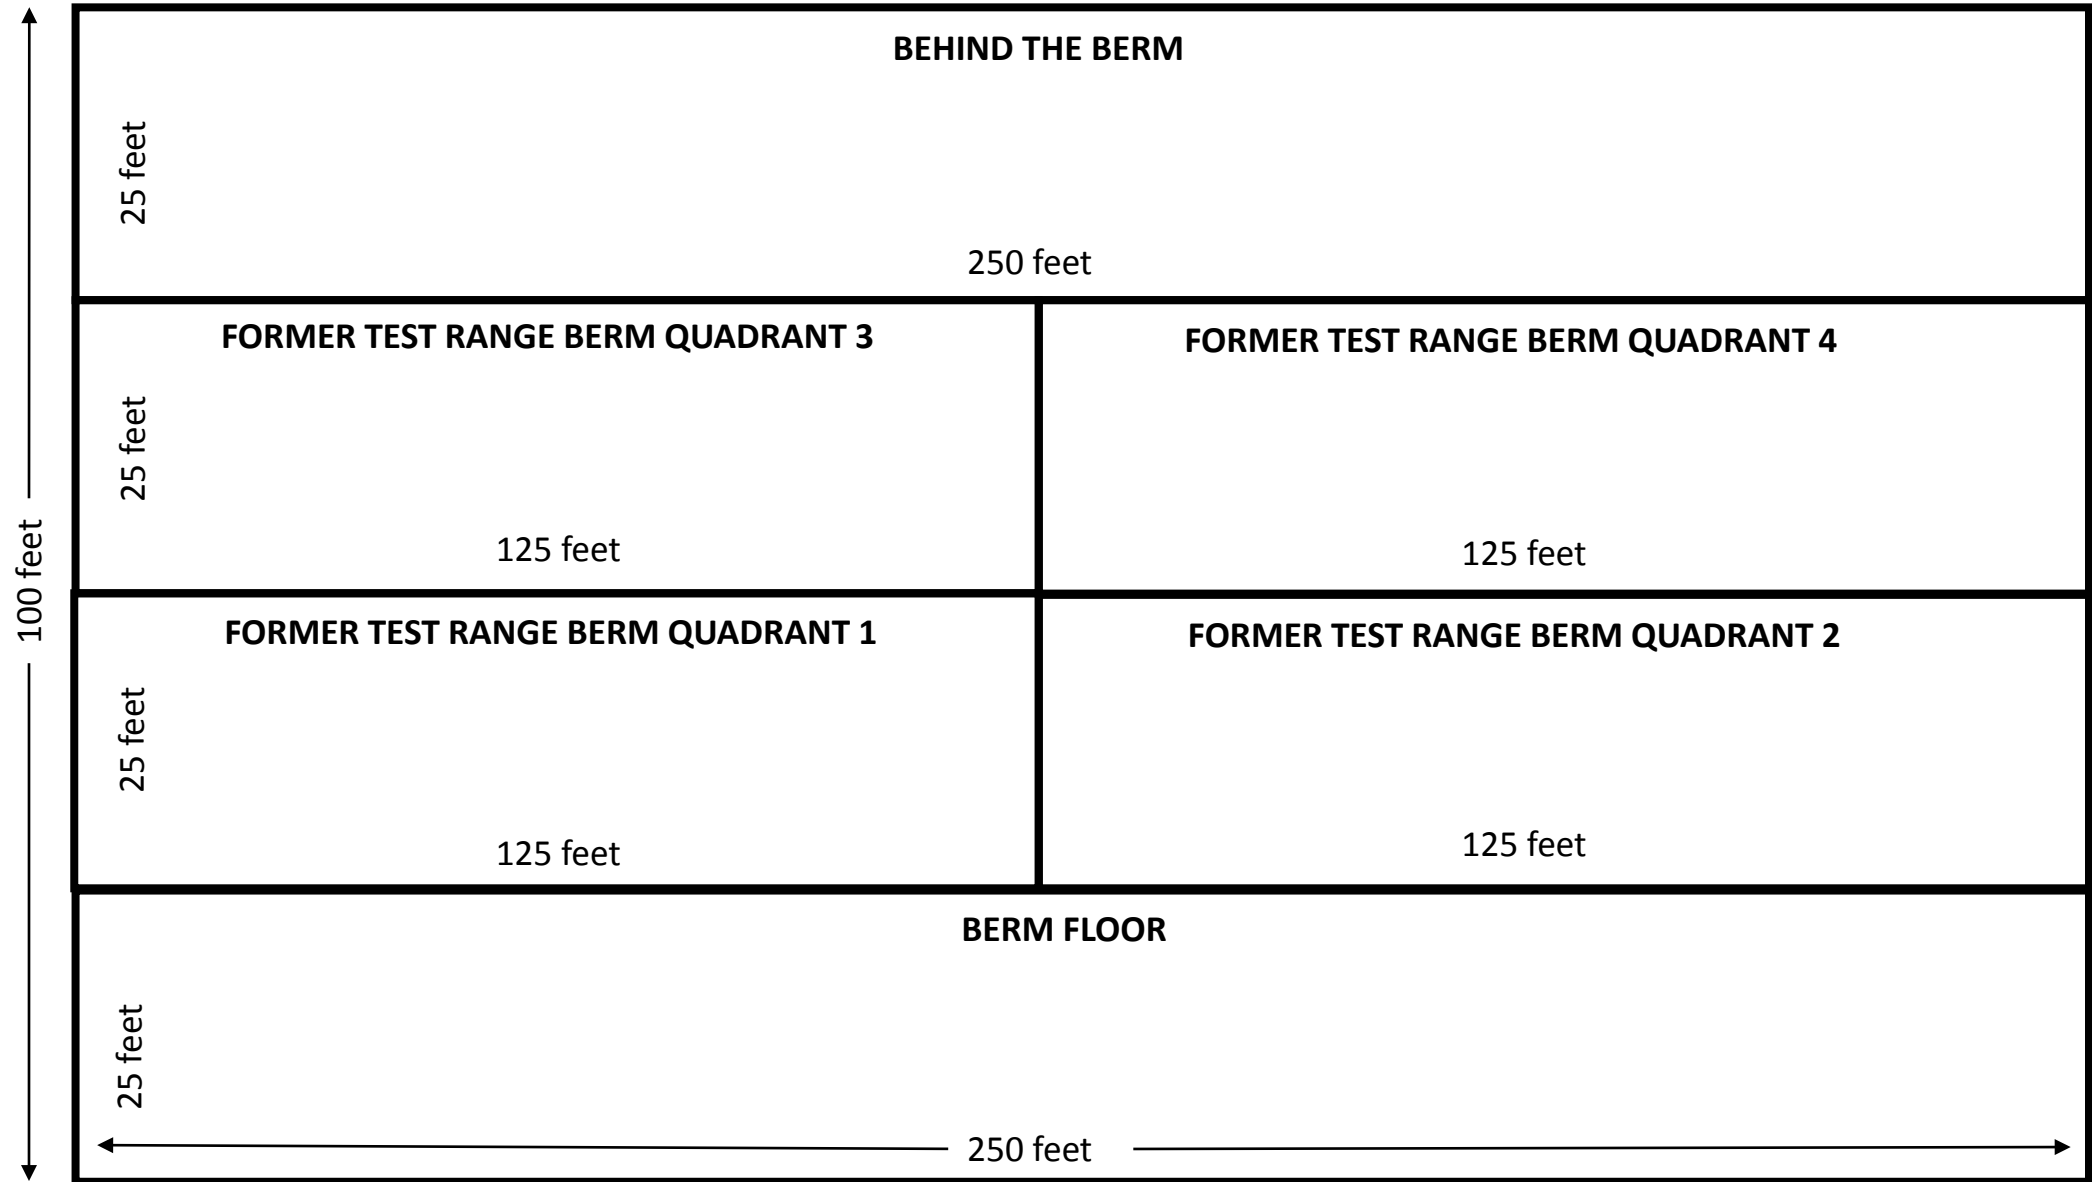 BEHIND THE BERM
25 feet
250 feet
FORMER TEST RANGE BERM QUADRANT 3
25 feet
125 feet
FORMER TEST RANGE BERM QUADRANT 4
125 feet
100 feet
FORMER TEST RANGE BERM QUADRANT 1
25 feet
125 feet
FORMER TEST RANGE BERM QUADRANT 2
125 feet
BERM FLOOR
25 feet
250 feet